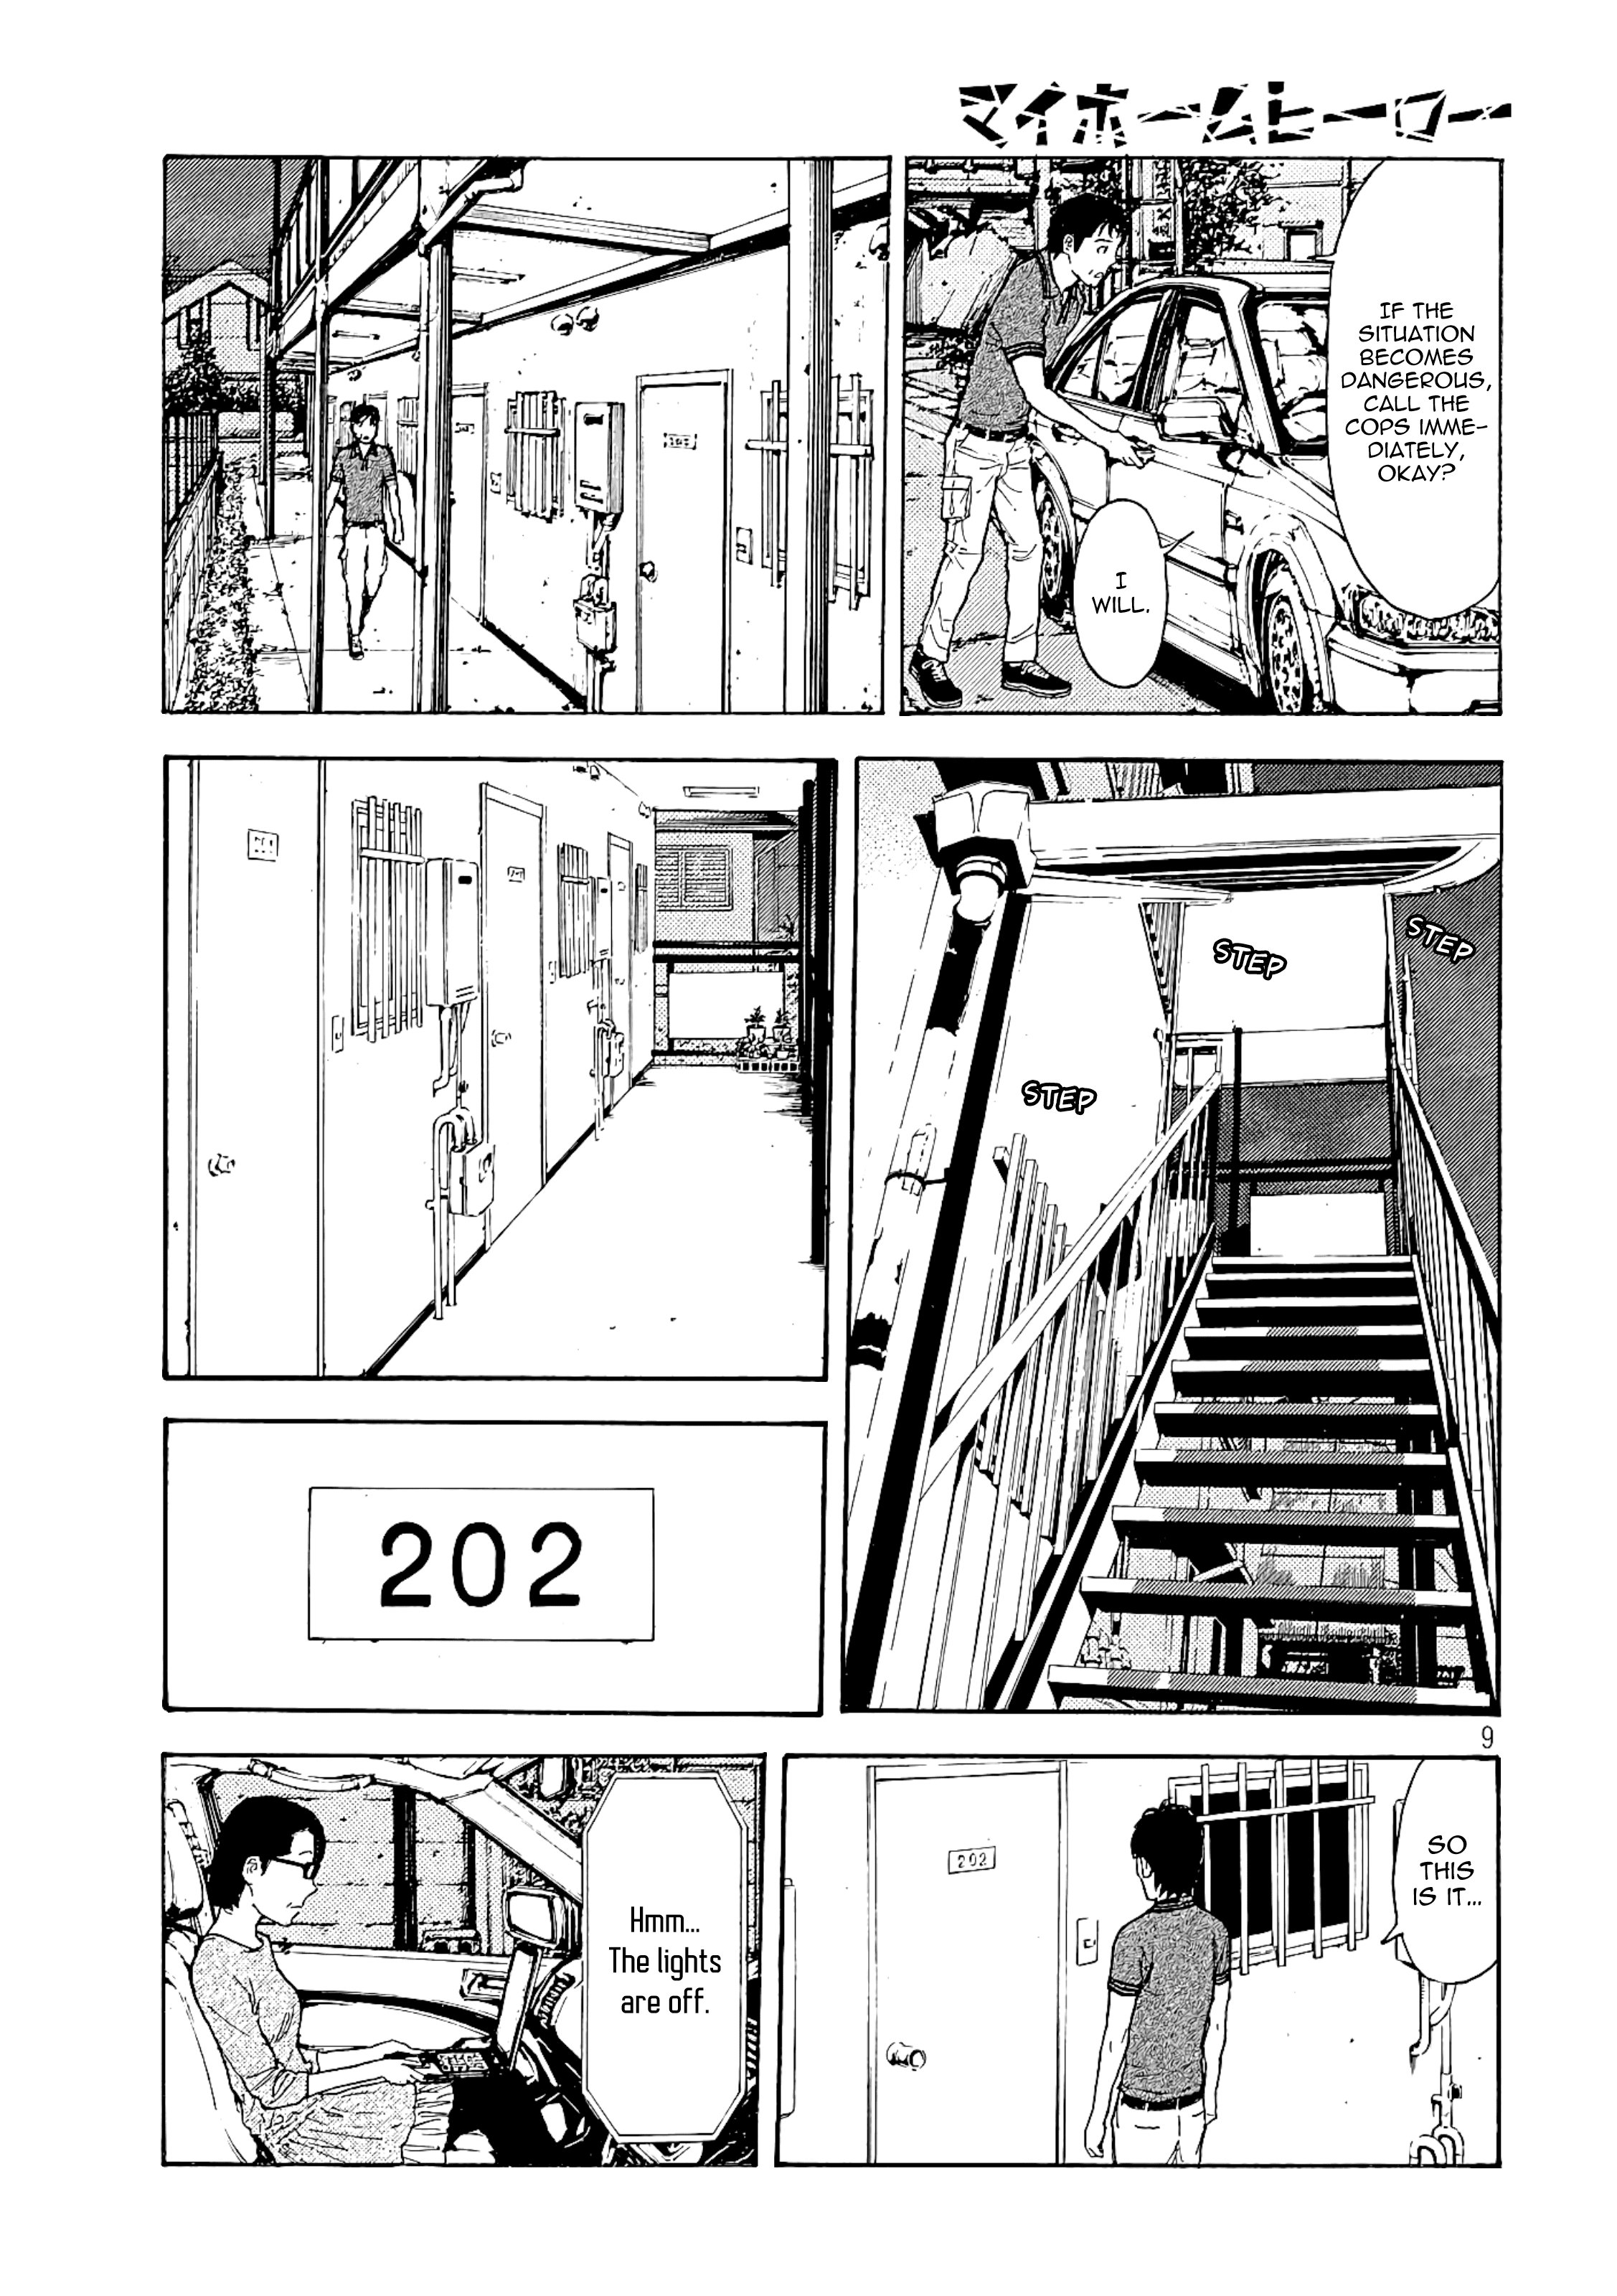 マイホームヒーロー
IF THE
SITUATION
BECOMES
DANGEROUS,
CALL THE
COPS IMME-
DIATELY,
OKAY?
I
WILL.
STEP
STEP
STEP
202
9
SO
THIS
IS IT...
202
Hmm...
The lights
are off.